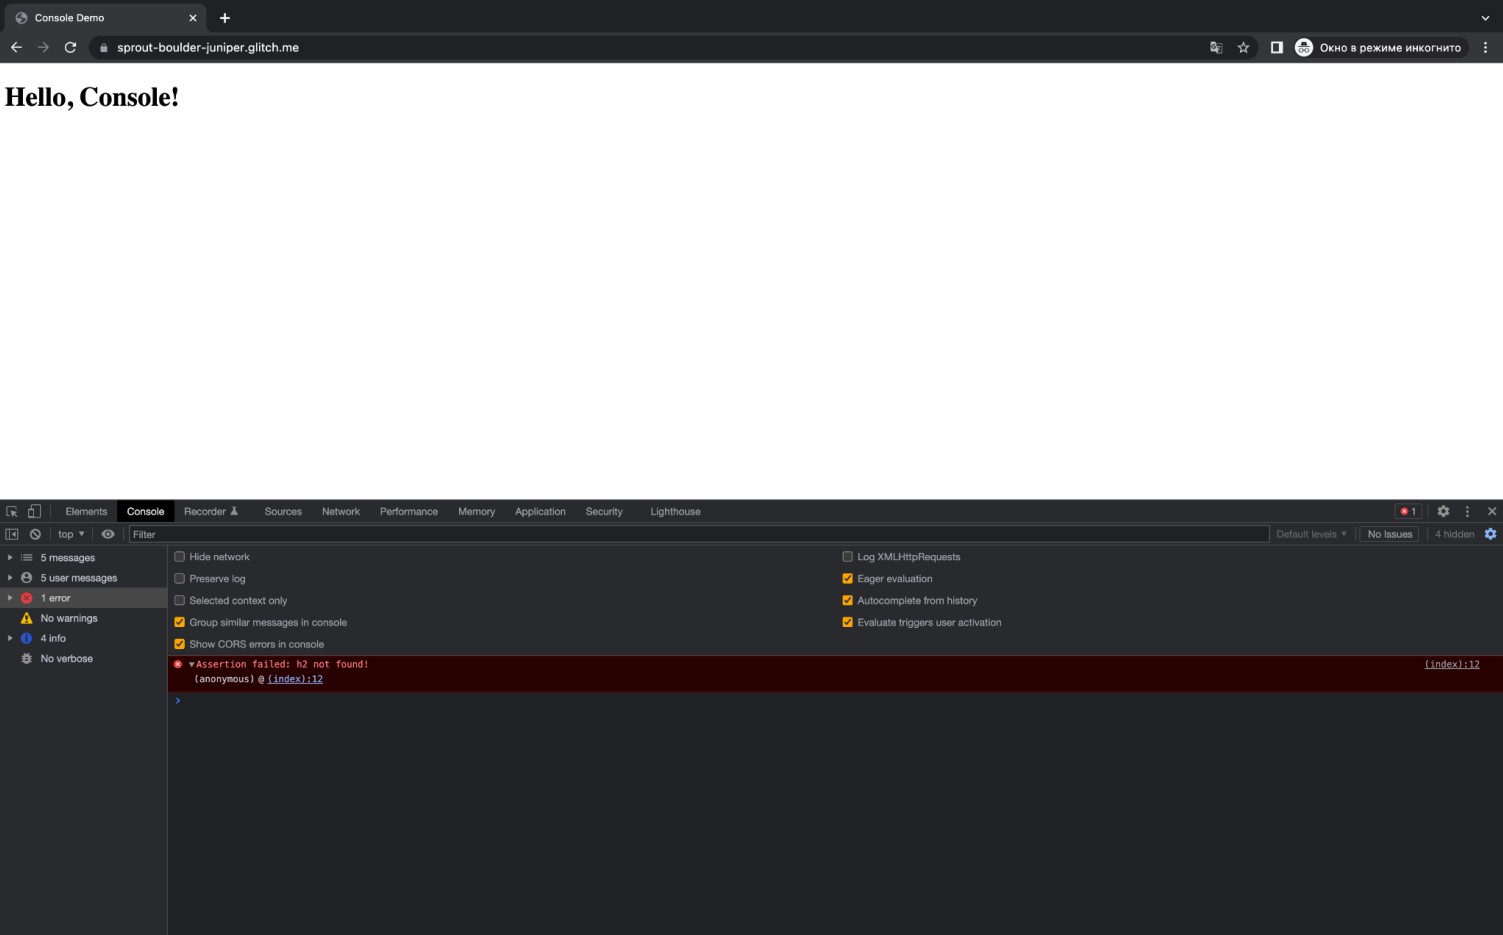 Console Demo
sprout-boulder-juniper.glitch.me
Окно в режиме инкогнито
Hello, Console!
Elements Console Recorder Sources Network Performance Memory Application Security Lighthouse 1
top Filter Default levels No Issues 4 hidden
5 messages
5 user messages
1 error
No warnings
4 info
No verbose
Hide network
Preserve log
Selected context only
Group similar messages in console
Show CORS errors in console
Log XMLHttpRequests
Eager evaluation
Autocomplete from history
Evaluate triggers user activation
Assertion failed: h2 not found! (index):12
(anonymous) @ (index):12